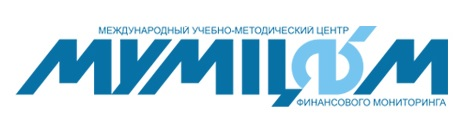 МЕЖДУНАРОДНЫЙ УЧЕБНО-МЕТОДИЧЕСКИЙ ЦЕНТР
МУМЦФМ
ФИНАНСОВОГО МОНИТОРИНГА